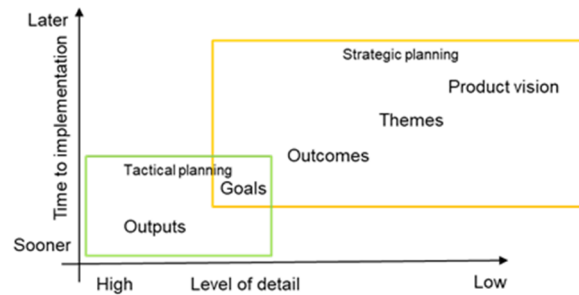 Later
Strategic planning
Product vision
Themes
Outcomes
Tactical planning
Goals
Outputs
Time to implementation
Sooner
High
Level of detail
Low